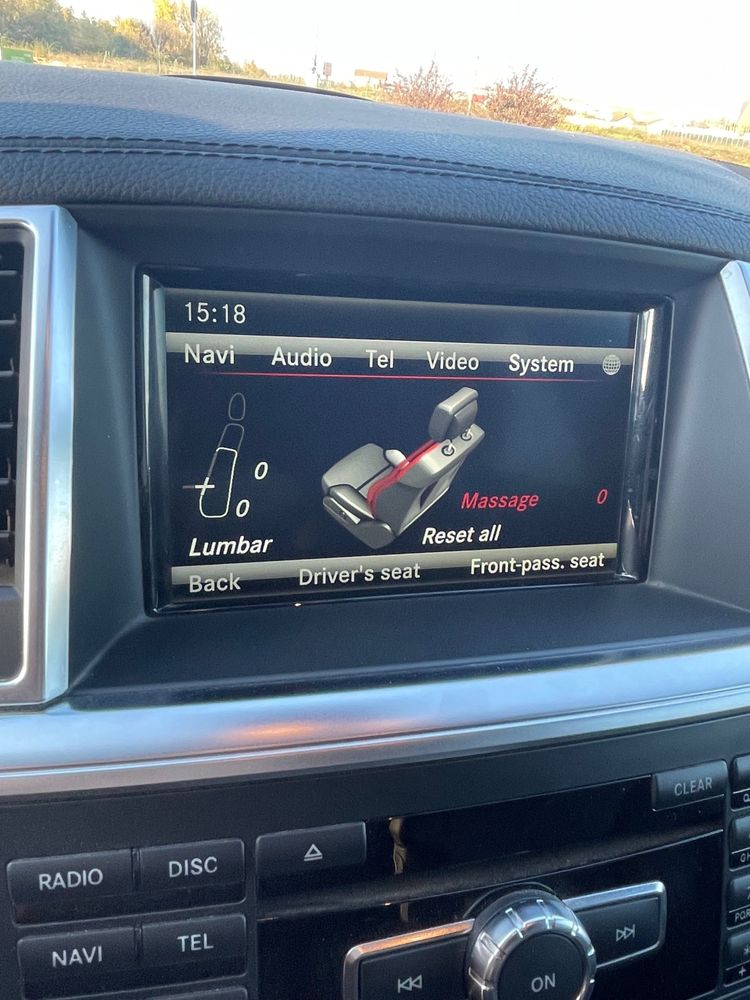 15:18
Navi Audio Tel Video System
0
0
Massage 0
Lumbar Reset all
Back Driver's seat Front-pass. seat
CLEAR
RADIO DISC
NAVI TEL
ON